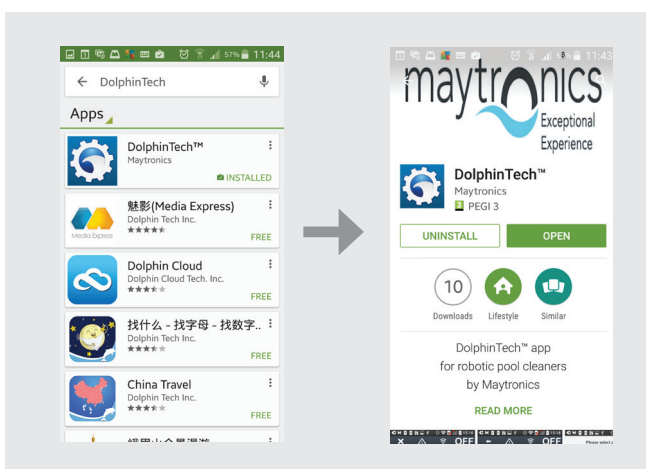 57% 11:44
DolphinTech
Apps
DolphinTech™
Maytronics
INSTALLED
魅影(Media Express)
Dolphin Tech Inc.
FREE
Media Express
Dolphin Cloud
Dolphin Cloud Tech. Inc.
FREE
找什么 – 找字母 – 找数字..
Dolphin Tech Inc.
FREE
China Travel
Dolphin Tech Inc.
FREE
11:43
maytronics
Exceptional
Experience
DolphinTech™
Maytronics
3 PEGI 3
UNINSTALL
OPEN
10
Downloads
Lifestyle
Similar
DolphinTech™ app
for robotic pool cleaners
by Maytronics
READ MORE
OFF
OFF
Please select a